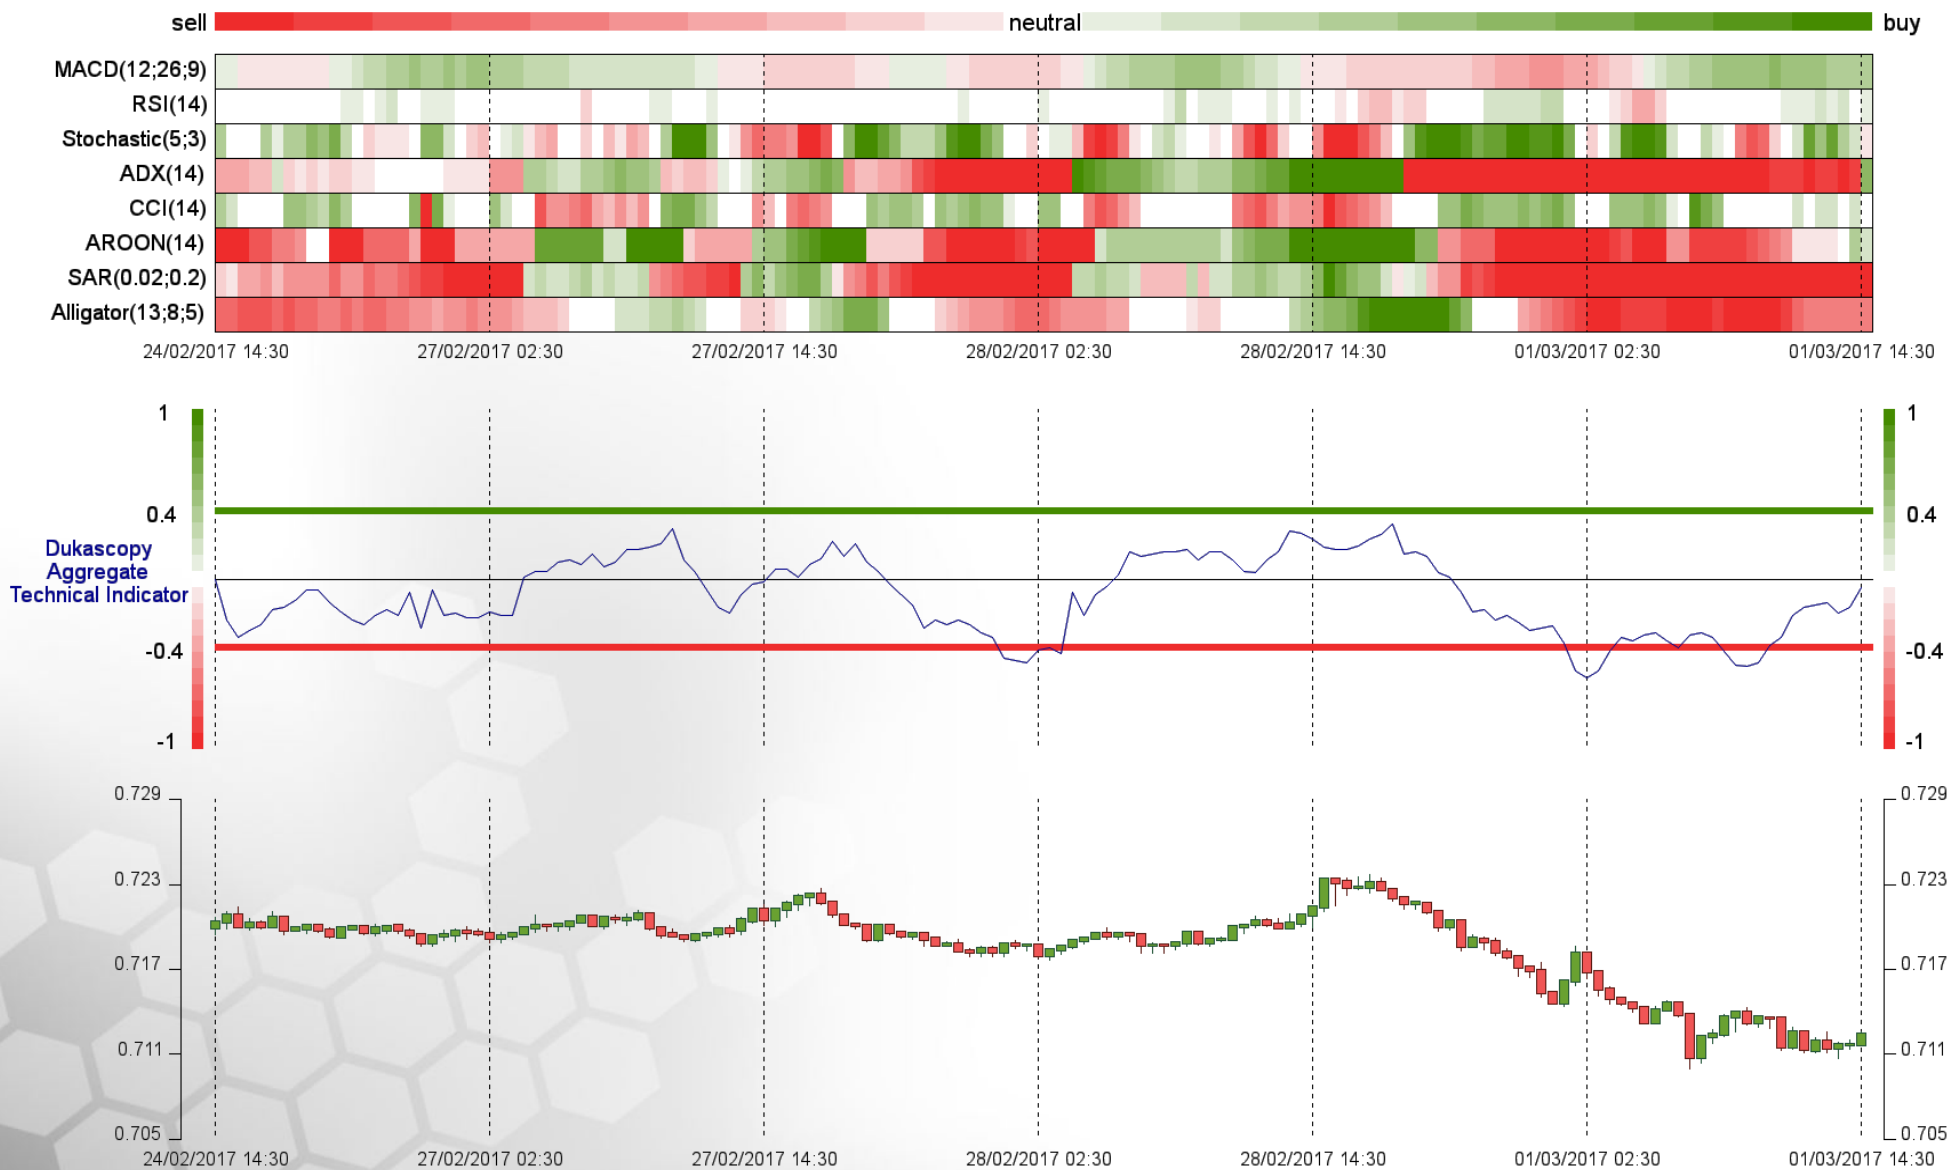 sell neutral buy
MACD(12;26;9)
RSI(14)
Stochastic(5;3)
ADX(14)
CCI(14)
AROON(14)
SAR(0.02;0.2)
Alligator(13;8;5)
24/02/2017 14:30 27/02/2017 02:30 27/02/2017 14:30 28/02/2017 02:30 28/02/2017 14:30 01/03/2017 02:30 01/03/2017 14:30
1 1
0.4 0.4
Dukascopy
Aggregate
Technical Indicator
-0.4 -0.4
-1 -1
0.729 0.729
0.723 0.723
0.717 0.717
0.711 0.711
0.705 0.705
24/02/2017 14:30 27/02/2017 02:30 27/02/2017 14:30 28/02/2017 02:30 28/02/2017 14:30 01/03/2017 02:30 01/03/2017 14:30